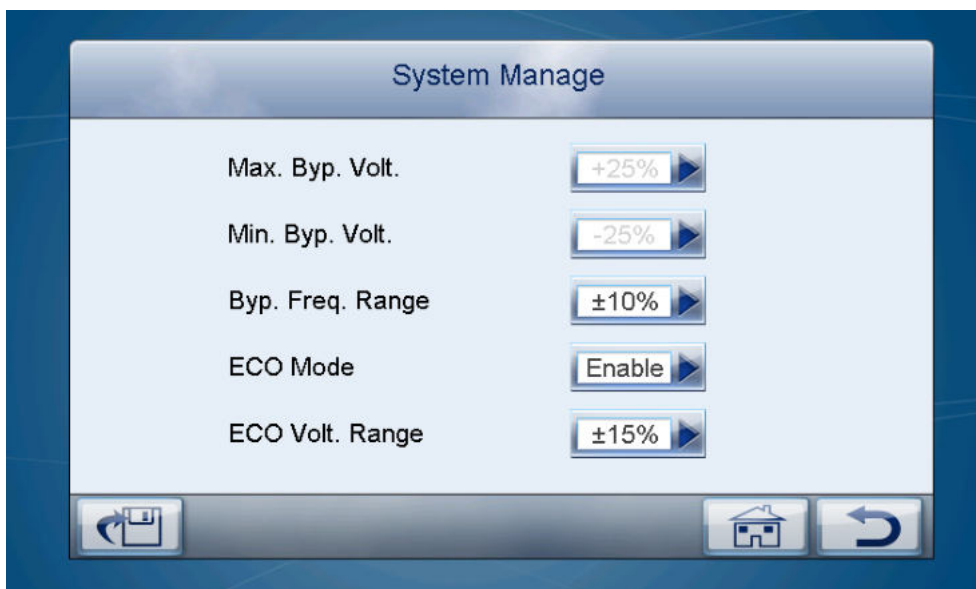 System Manage
Max. Byp. Volt. +25%
Min. Byp. Volt. -25%
Byp. Freq. Range ±10%
ECO Mode Enable
ECO Volt. Range ±15%